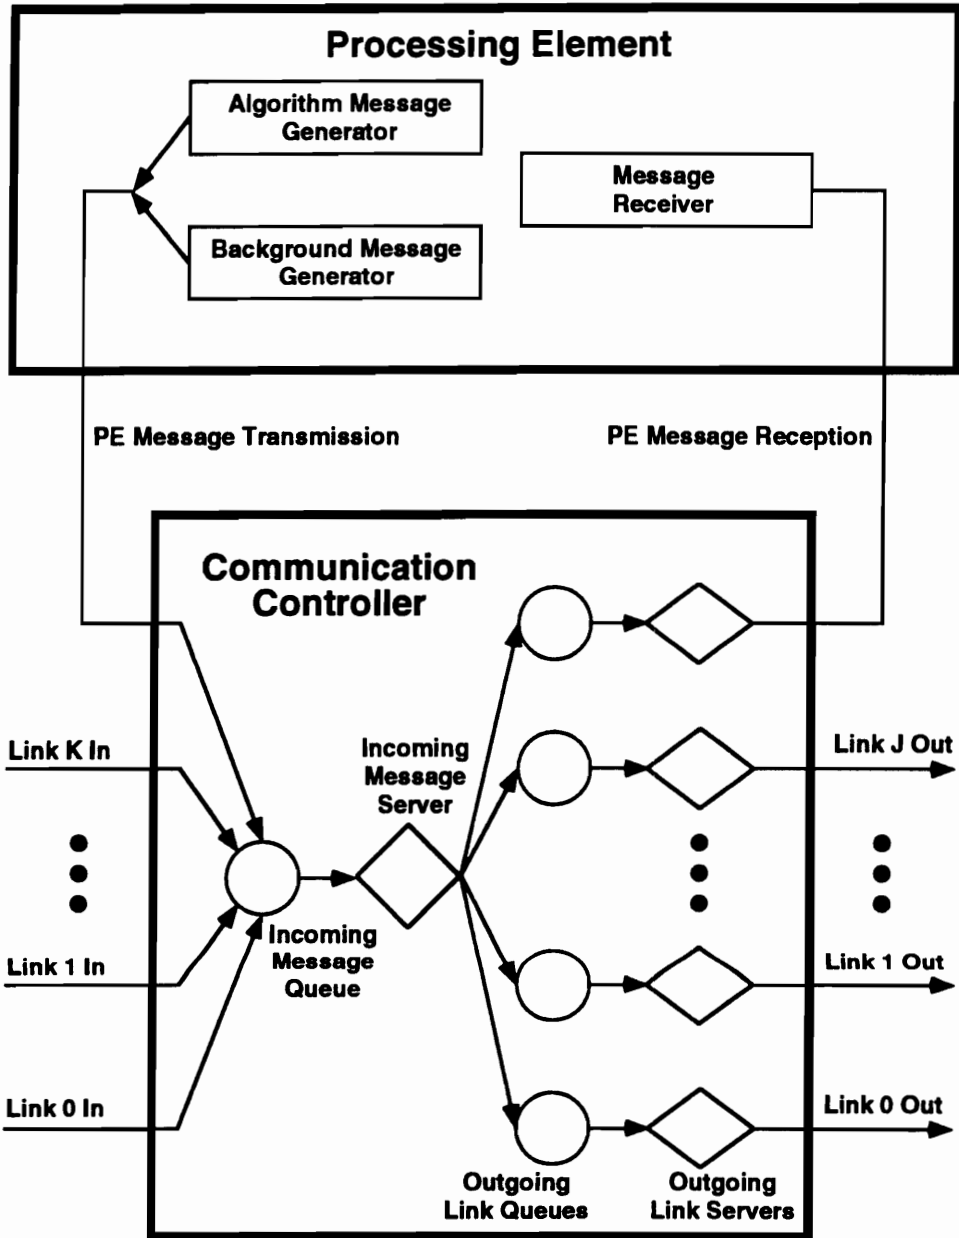 Processing Element
Algorithm Message
Generator
Message
Receiver
Background Message
Generator
PE Message Transmission
PE Message Reception
Communication
Controller
Link K In
Incoming
Message
Server
Link J Out
Incoming
Message
Queue
Link 1 In
Link 1 Out
Link 0 In
Link 0 Out
Outgoing
Link Queues
Outgoing
Link Servers